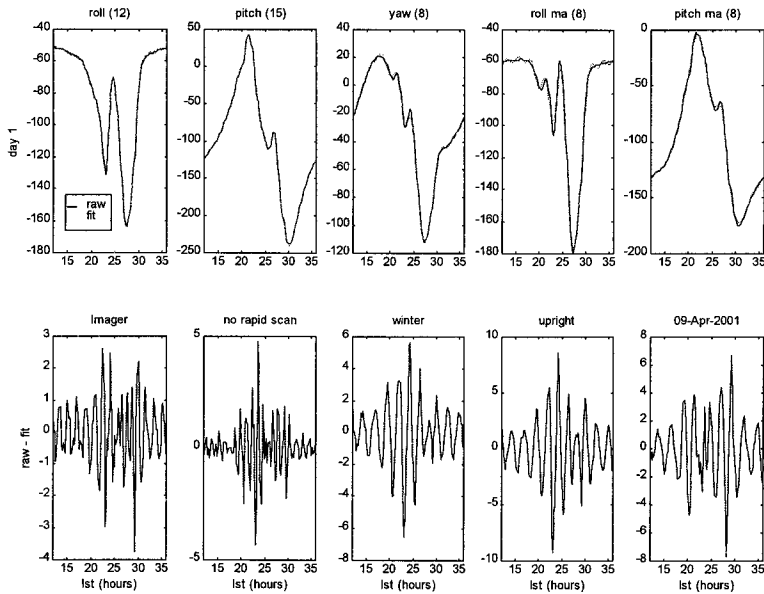 roll (12) pitch (15) yaw (8) roll ma (8) pitch ma (8)
-40 50 40 -40 0
-60 0 20 -60
-80 -50 0 -80 -50
-100 -20 -100
-120 -100 -40 -120 -100
-140 -150 -60 -140
-160 -200 -80 -160 -150
-180 -250 -100 -180 -200
-120
day 1
raw
fit
15 20 25 30 35 15 20 25 30 35 15 20 25 30 35 15 20 25 30 35 15 20 25 30 35
Imager no rapid scan winter upright 09-Apr-2001
3 5 6 10 8
2 4 6
1 2 5 4
0 0 0 0 2
-1 -2 0
-2 -4 -5 -2
-3 -6 -4
-4 -5 -8 -10 -6
-8
raw - fit
15 20 25 30 35 15 20 25 30 35 15 20 25 30 35 15 20 25 30 35 15 20 25 30 35
lst (hours) lst (hours) lst (hours) lst (hours) lst (hours)